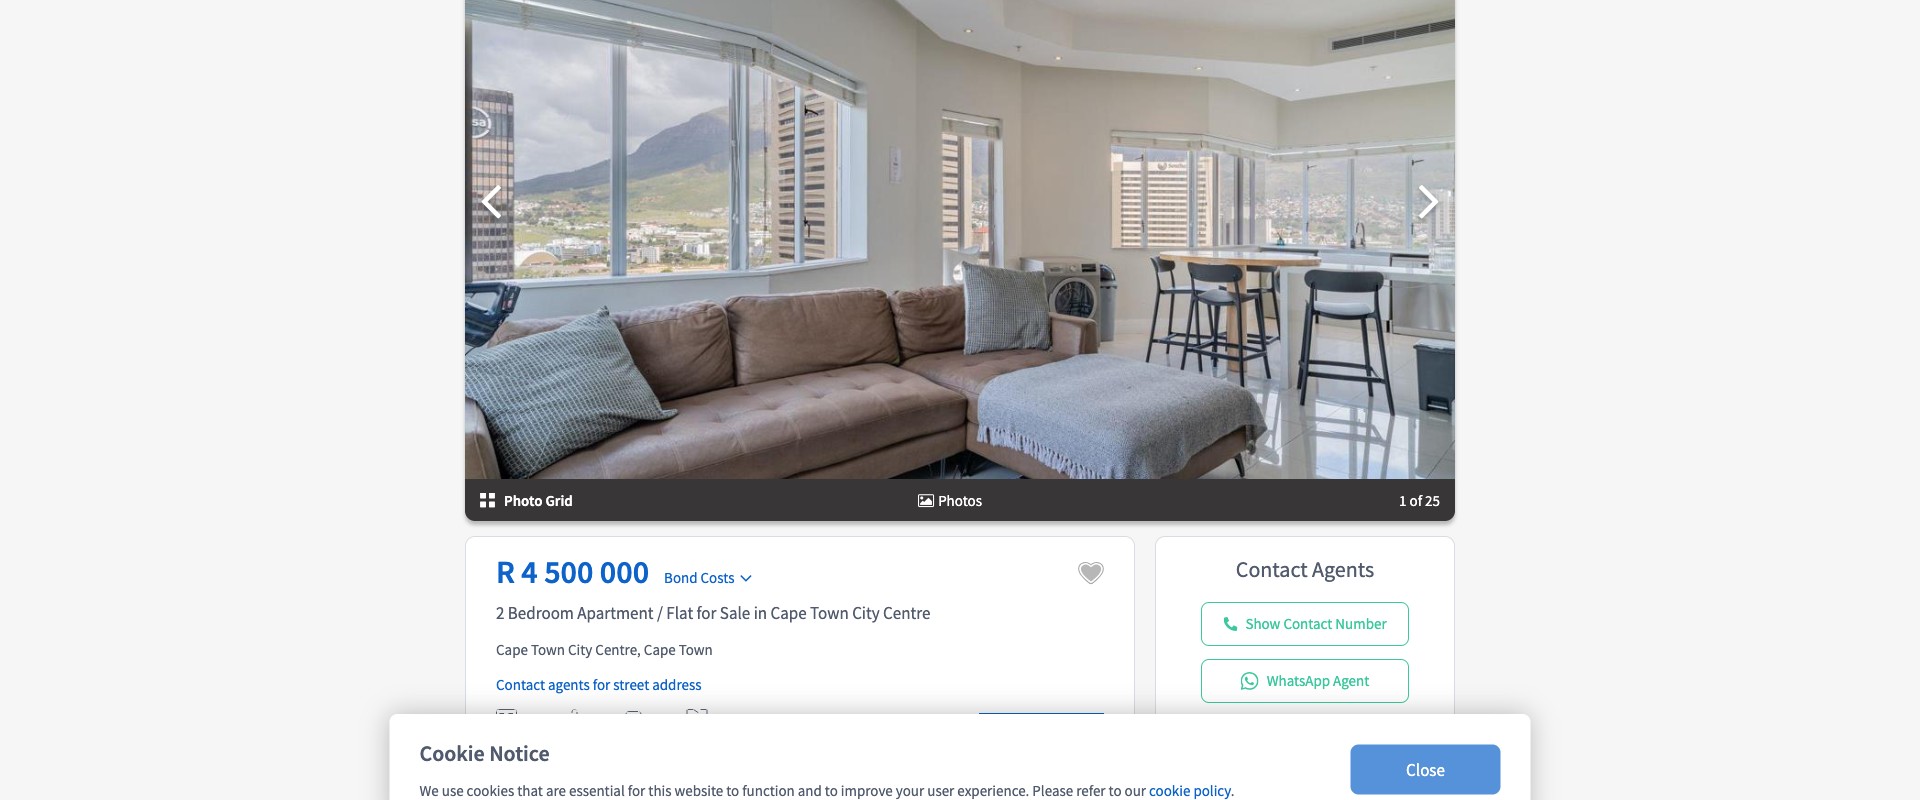 sa
Photo Grid
Photos
1 of 25
R 4 500 000
Bond Costs
2 Bedroom Apartment / Flat for Sale in Cape Town City Centre
Cape Town City Centre, Cape Town
Contact agents for street address
Contact Agents
Show Contact Number
WhatsApp Agent
Cookie Notice
We use cookies that are essential for this website to function and to improve your user experience. Please refer to our cookie policy.
Close